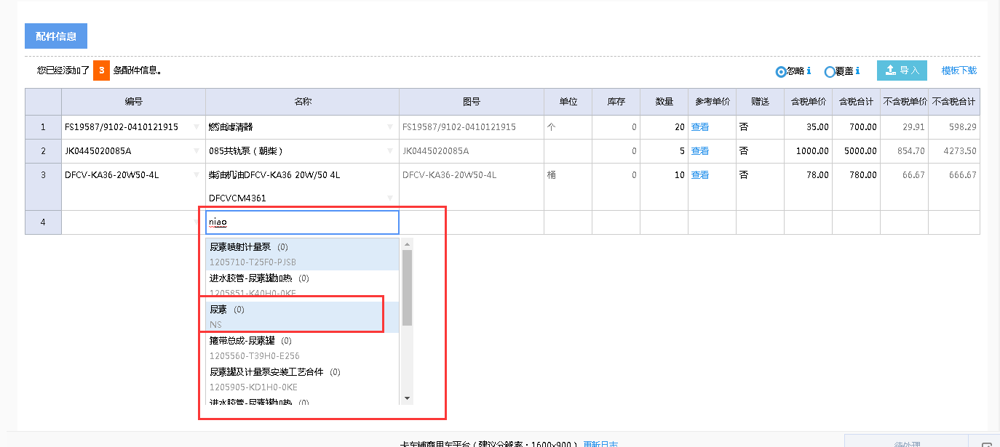 配件信息
您已经添加了 3 条配件信息。
忽略 i 覆盖 i 导入 模板下载
编号 名称 图号 单位 库存 数量 参考单价 赠送 含税单价 含税合计 不含税单价 不含税合计
1 FS19587/9102-0410121915 燃油滤清器 FS19587/9102-0410121915 个 0 20 查看 否 35.00 700.00 29.91 598.29
2 JK0445020085A 085共轨泵（朝柴） JK0445020085A 0 5 查看 否 1000.00 5000.00 854.70 4273.50
3 DFCV-KA36-20W50-4L 柴油机油DFCV-KA36 20W/50 4L DFCV-KA36-20W50-4L 桶 0 10 查看 否 78.00 780.00 66.67 666.67
DFCVCM4361
4 niao
尿素喷射计量泵 (0)
1205710-T25F0-PJSB
进水胶管-尿素罐加热 (0)
1205851-K40H0-0KE
尿素 (0)
NS
箍带总成-尿素罐 (0)
1205560-T39H0-E256
尿素罐及计量泵安装工艺合件 (0)
1205905-KD1H0-0KE
进水胶管-尿素罐加热 (0)
卡车铺商用车平台（建议分辨率：1600x900） 更新日志
待处理